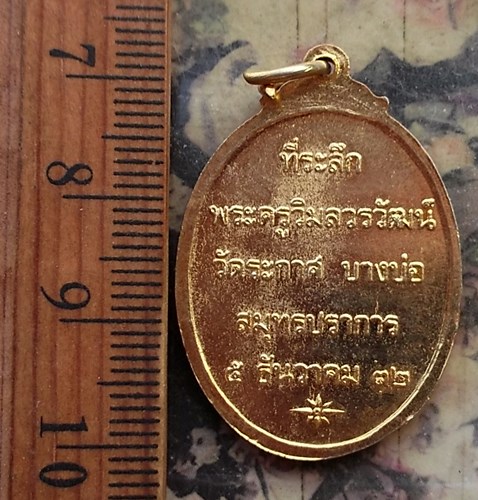 7
8
9
10
ที่ระลึก
พระครูวิมลวรวัฒน์
วัดระกาศ บางบ่อ
สมุทรปราการ
๕ ธันวาคม ๓๒